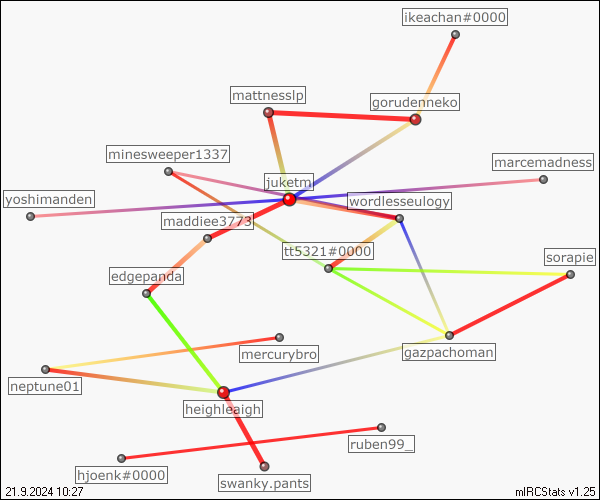 ikeachan#0000
mattnesslp
gorudenneko
minesweeper1337
marcemadness
juketm
yoshimanden
wordlesseulogy
maddiee3773
tt5321#0000
sorapie
edgepanda
mercurybro
gazpachoman
neptune01
heighleaigh
ruben99_
hjoenk#0000
swanky.pants
21.9.2024 10:27
mIRCStats v1.25